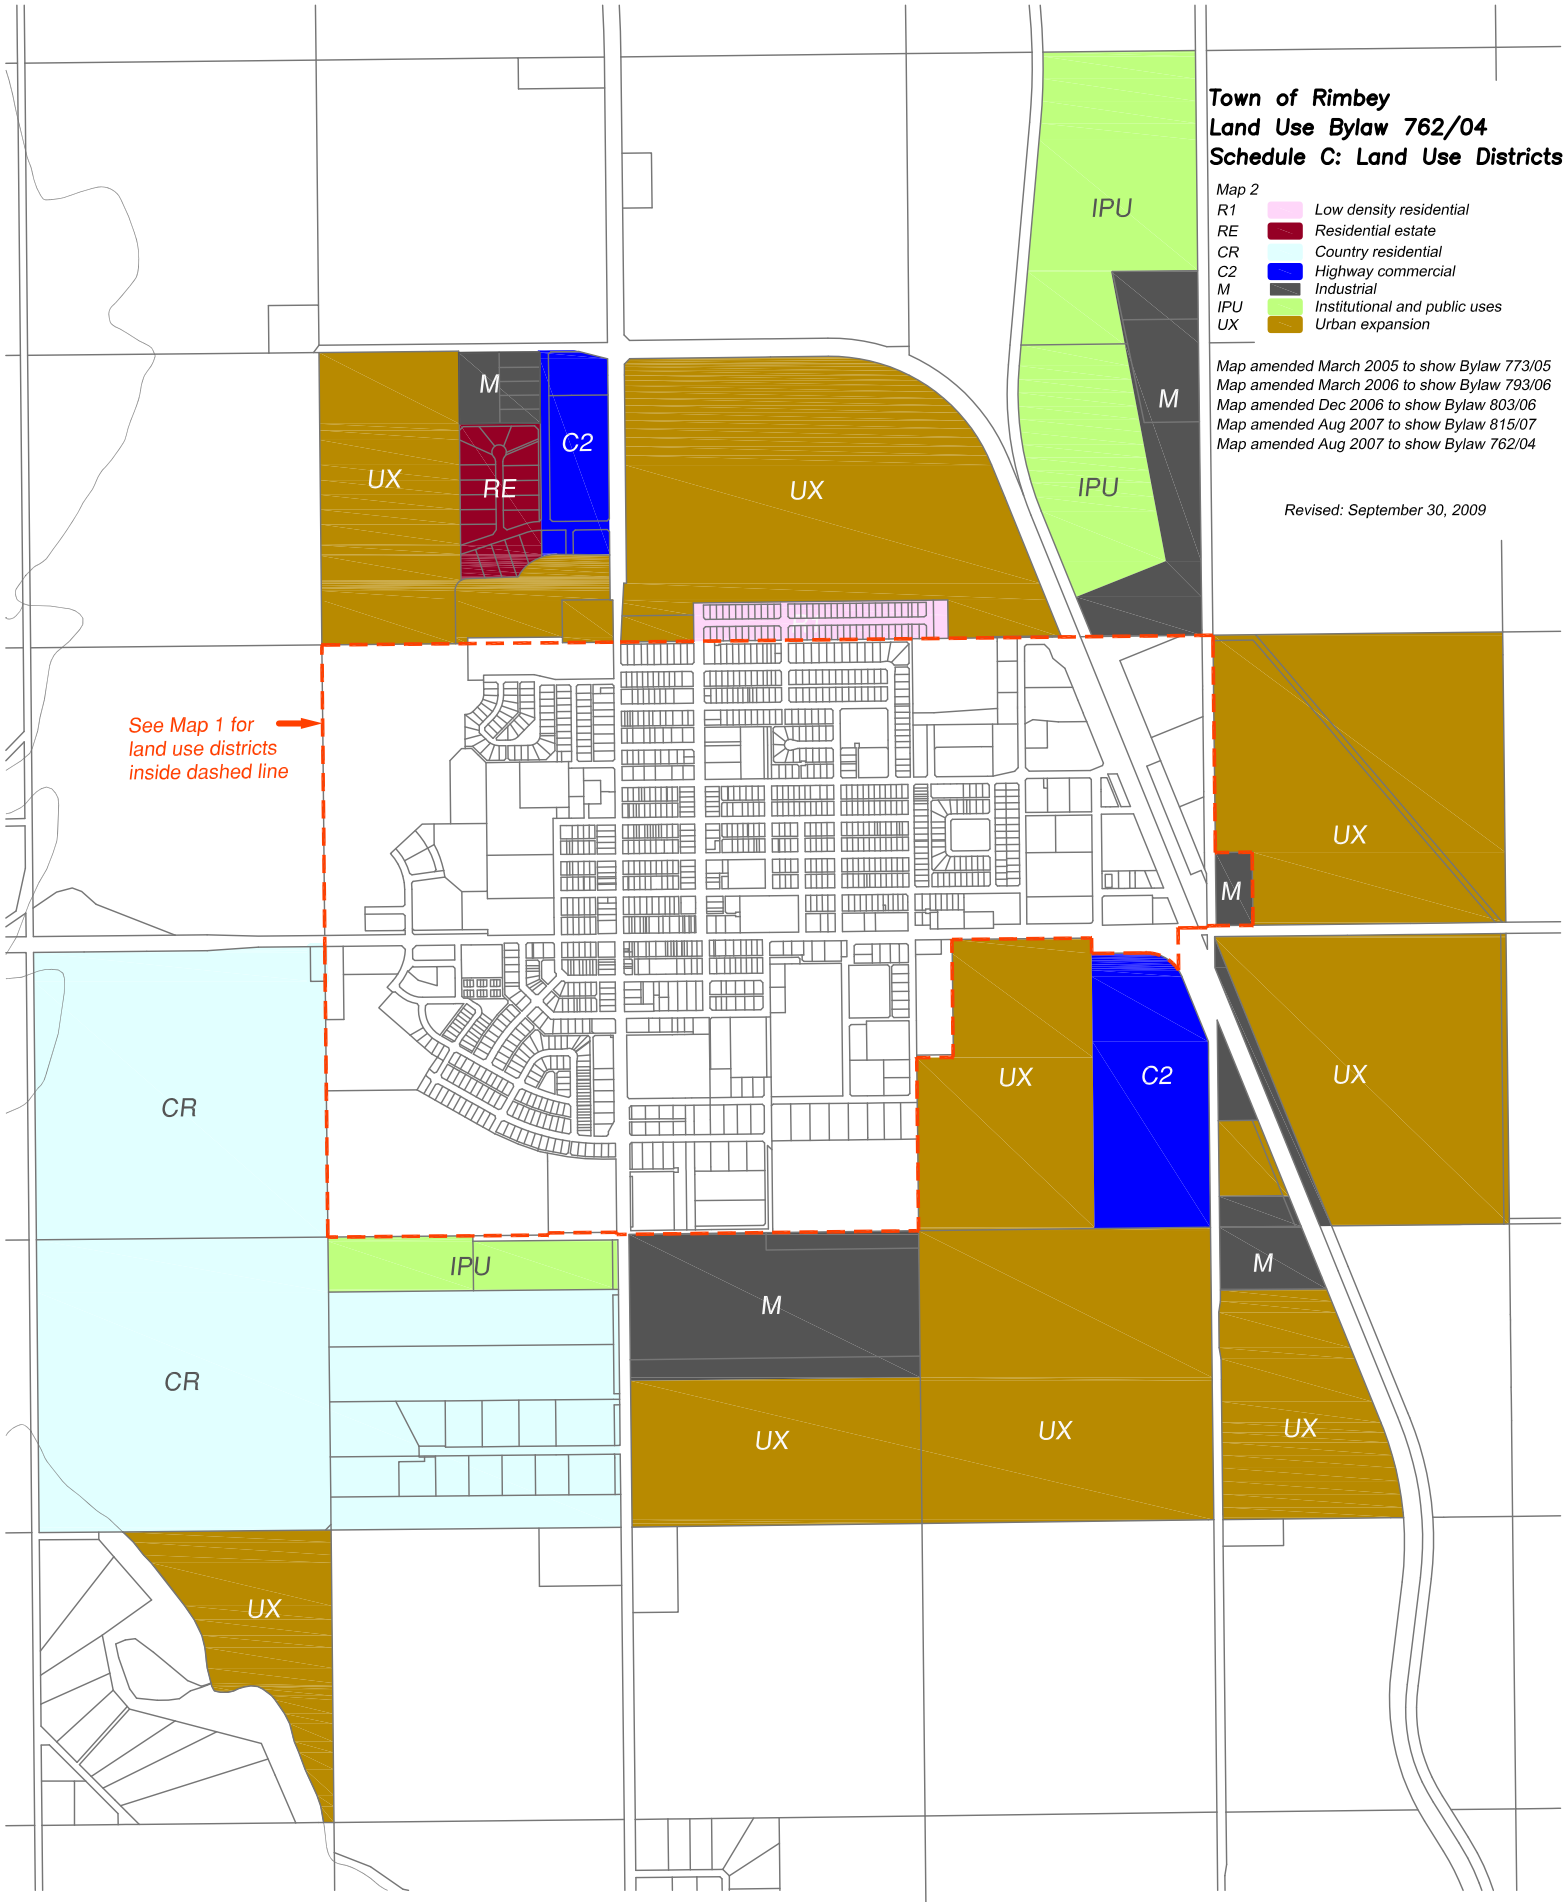 Town of Rimbey
Land Use Bylaw 762/04
Schedule C: Land Use Districts
Map 2
R1 Low density residential
RE Residential estate
CR Country residential
C2 Highway commercial
M Industrial
IPU Institutional and public uses
UX Urban expansion
Map amended March 2005 to show Bylaw 773/05
Map amended March 2006 to show Bylaw 793/06
Map amended Dec 2006 to show Bylaw 803/06
Map amended Aug 2007 to show Bylaw 815/07
Map amended Aug 2007 to show Bylaw 762/04
Revised: September 30, 2009
IPU
M
M
C2
UX
RE
UX
IPU
See Map 1 for
land use districts
inside dashed line
UX
M
UX
C2
UX
CR
IPU
M
M
CR
UX
UX
UX
UX